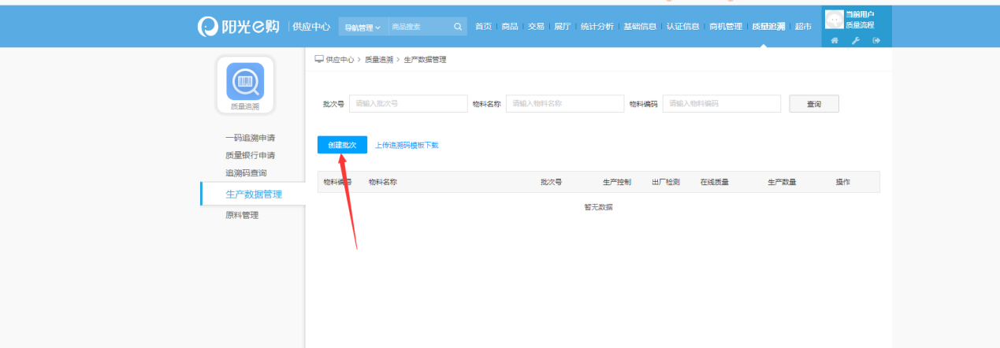 阳光e购 供应中心 导航管理 商品搜索 首页 商品 交易 展厅 统计分析 基础信息 认证信息 商机管理 质量追溯 超市 当前用户
质量流程
供应中心 > 质量追溯 > 生产数据管理
质量追溯
批次号 请输入批次号 物料名称 请输入物料名称 物料编码 请输入物料编码 查询
一码追溯申请
质量银行申请
追溯码查询
生产数据管理
原料管理
创建批次 上传追溯码模板下载
物料编号 物料名称 批次号 生产控制 出厂检测 在线质量 生产数量 操作
暂无数据